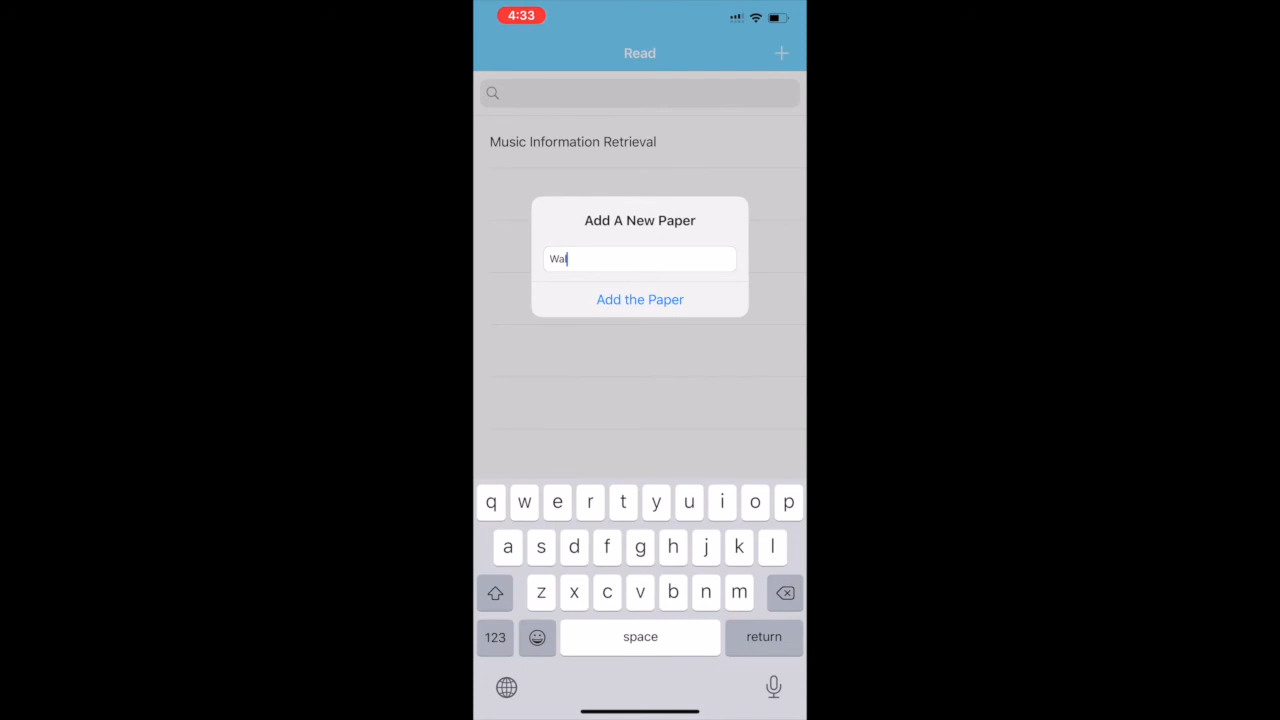 4:33
Read
Music Information Retrieval
Add A New Paper
Wal
Add the Paper
q w e r t y u i o p
a s d f g h j k l
z x c v b n m
123 space return